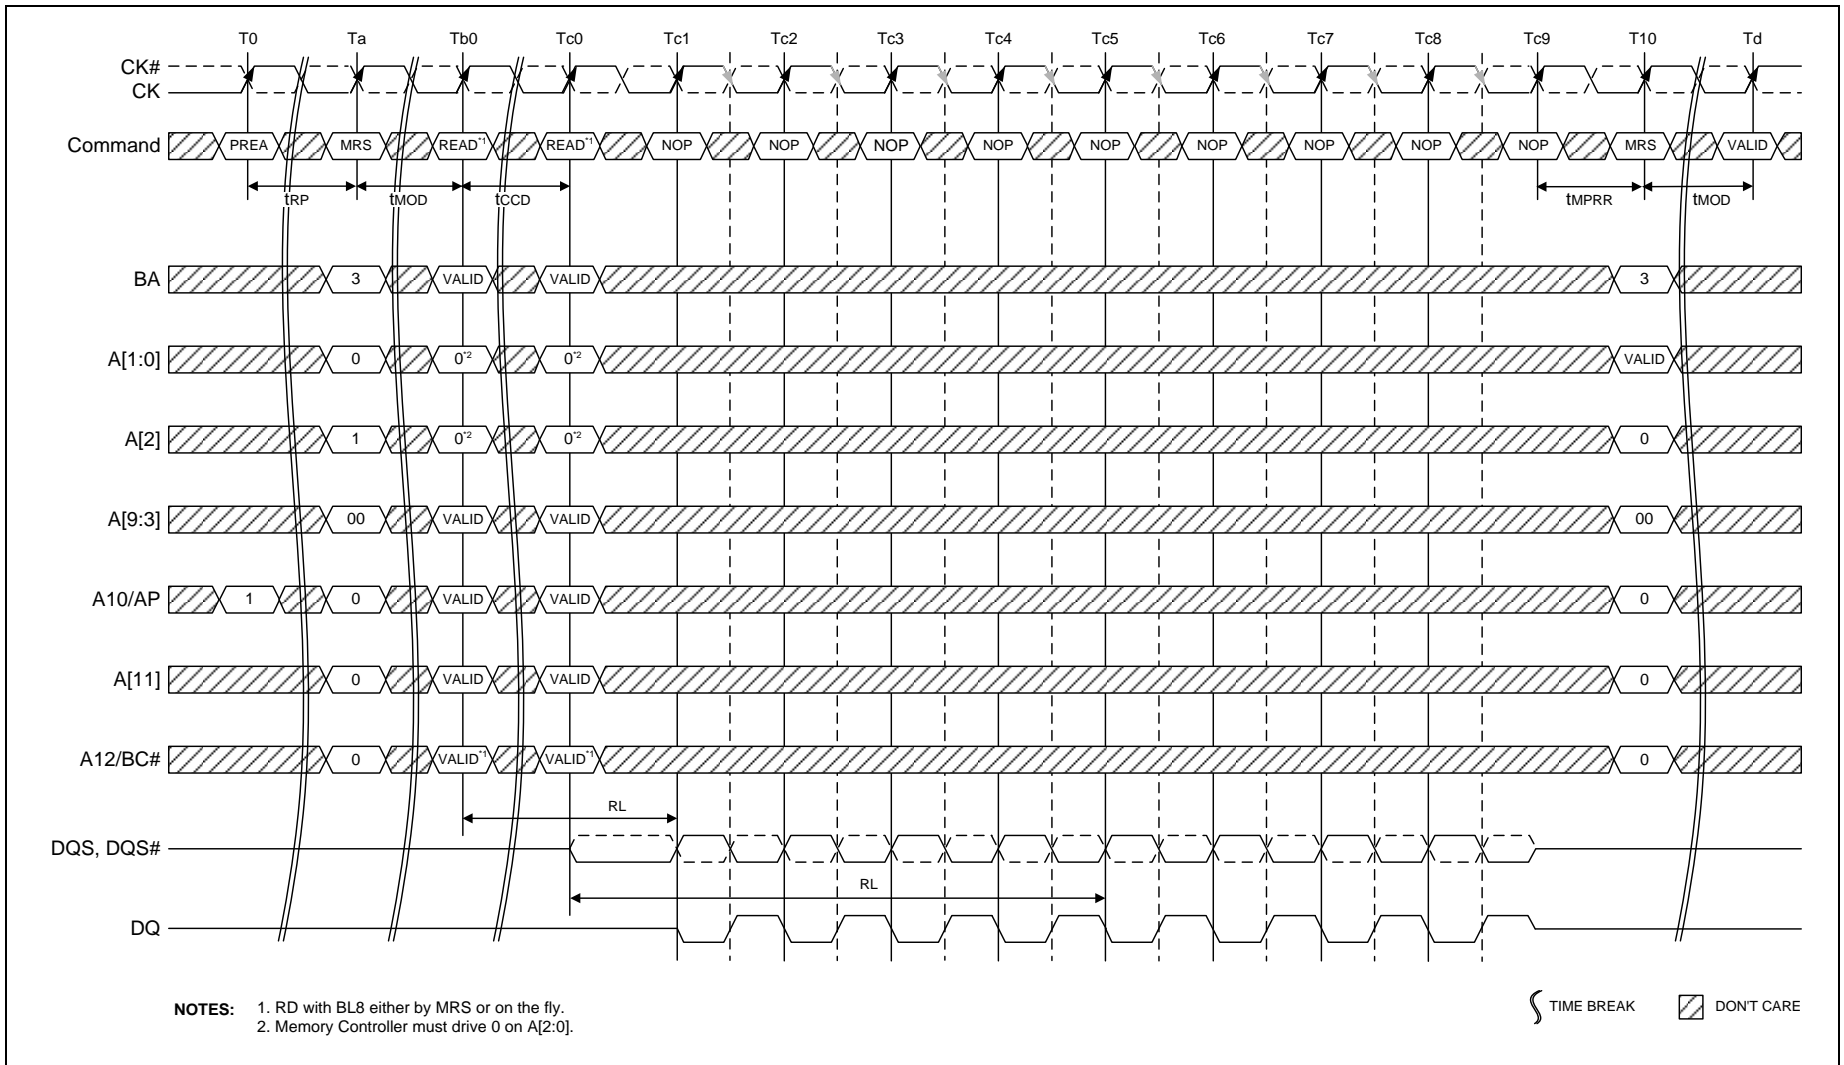 T0 Ta Tb0 Tc0 Tc1 Tc2 Tc3 Tc4 Tc5 Tc6 Tc7 Tc8 Tc9 T10 Td
CK#
CK
Command PREA MRS READ*1 READ*1 NOP NOP NOP NOP NOP NOP NOP NOP NOP MRS VALID
tRP tMOD tCCD tMPRR tMOD
BA 3 VALID VALID 3
A[1:0] 0 0*2 0*2 VALID
A[2] 1 0*2 0*2 0
A[9:3] 00 VALID VALID 00
A10/AP 1 0 VALID VALID 0
A[11] 0 VALID VALID 0
A12/BC# 0 VALID*1 VALID*1 0
RL
DQS, DQS#
RL
DQ
NOTES: 1. RD with BL8 either by MRS or on the fly.
2. Memory Controller must drive 0 on A[2:0].
TIME BREAK DON'T CARE